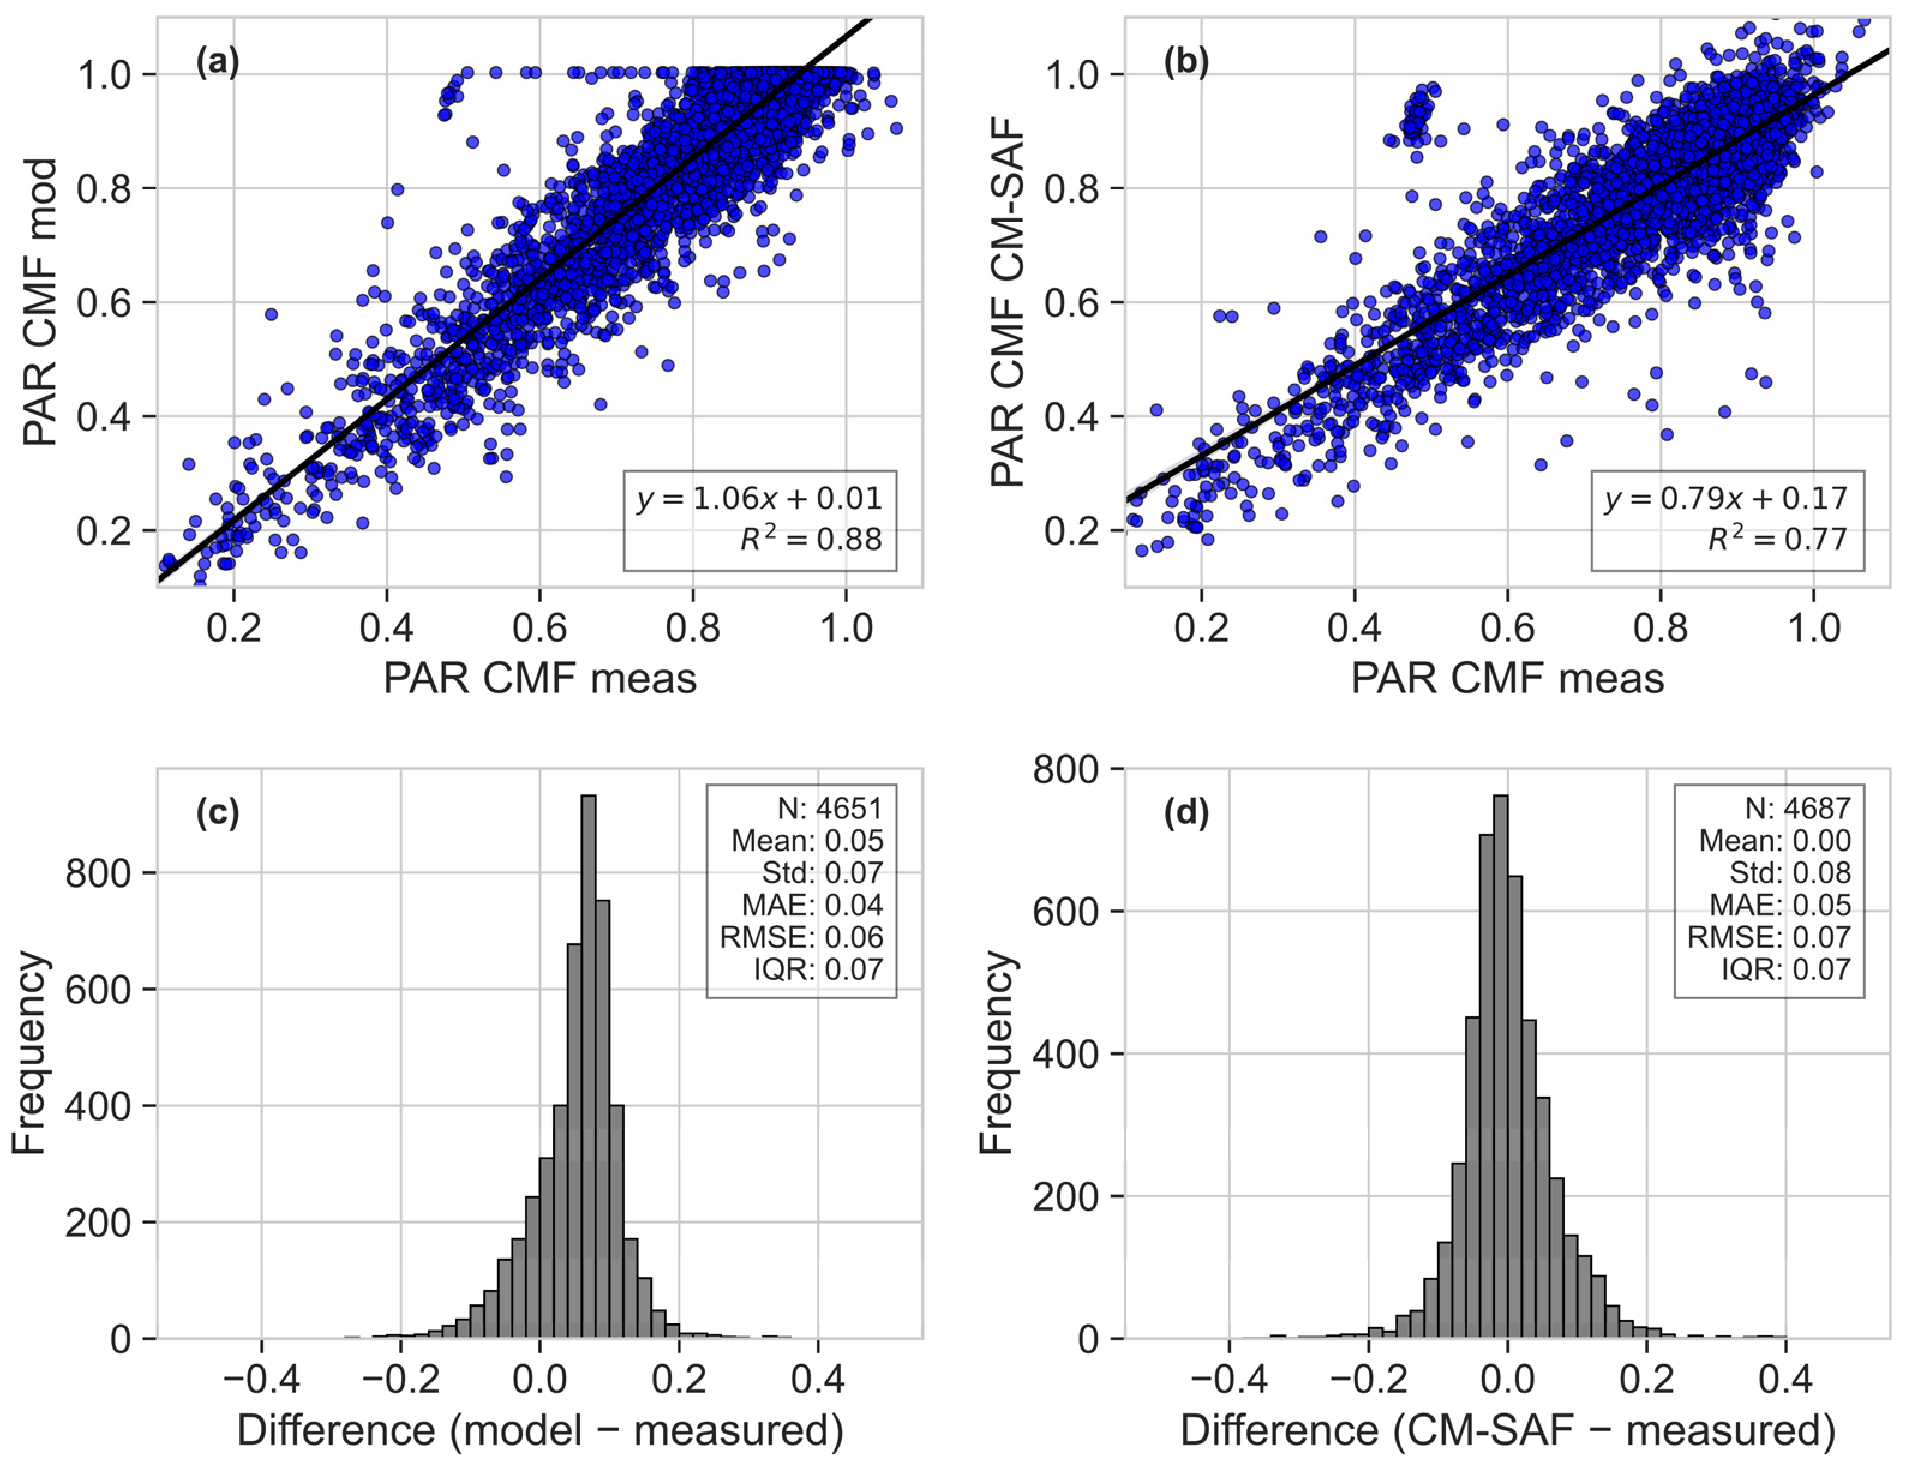 (a)
1.0
0.8
0.6
0.4
0.2
PAR CMF mod
y = 1.06x + 0.01
R² = 0.88
0.2 0.4 0.6 0.8 1.0
PAR CMF meas
(b)
1.0
0.8
0.6
0.4
0.2
PAR CMF CM-SAF
y = 0.79x + 0.17
R² = 0.77
0.2 0.4 0.6 0.8 1.0
PAR CMF meas
(c)
N: 4651
Mean: 0.05
Std: 0.07
MAE: 0.04
RMSE: 0.06
IQR: 0.07
800
600
400
200
0
Frequency
−0.4 −0.2 0.0 0.2 0.4
Difference (model − measured)
(d)
N: 4687
Mean: 0.00
Std: 0.08
MAE: 0.05
RMSE: 0.07
IQR: 0.07
800
600
400
200
0
Frequency
−0.4 −0.2 0.0 0.2 0.4
Difference (CM-SAF − measured)